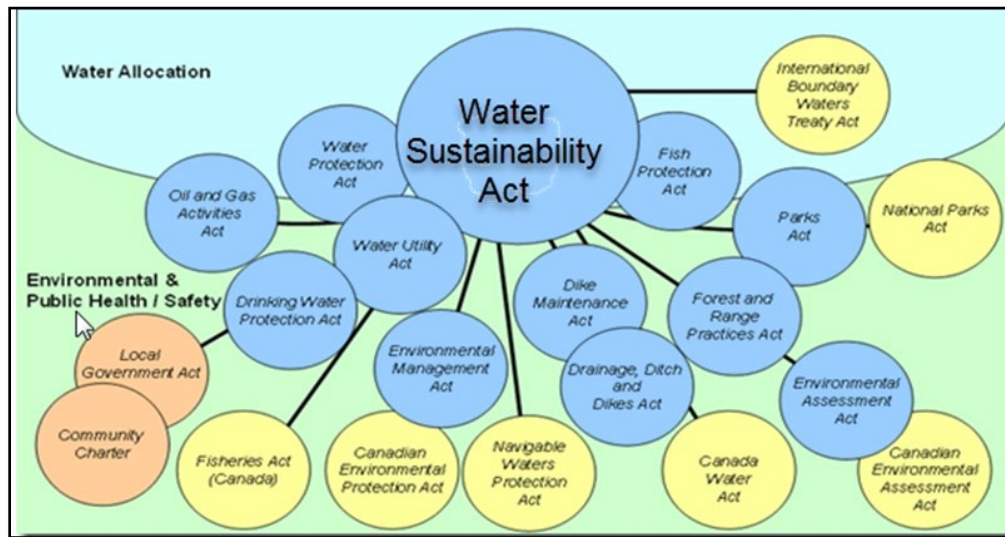 Water Allocation
Water
Sustainability
Act
International
Boundary
Waters
Treaty Act
Water
Protection
Act
Fish
Protection
Act
Oil and Gas
Activities
Act
Water Utility
Act
Parks
Act
National Parks
Act
Environmental &
Public Health / Safety
Drinking Water
Protection Act
Dike
Maintenance
Act
Forest and
Range
Practices Act
Local
Government Act
Environmental
Management
Act
Drainage, Ditch
and
Dikes Act
Environmental
Assessment
Act
Community
Charter
Fisheries Act
(Canada)
Canadian
Environmental
Protection Act
Navigable
Waters
Protection
Act
Canada
Water
Act
Canadian
Environmental
Assessment
Act